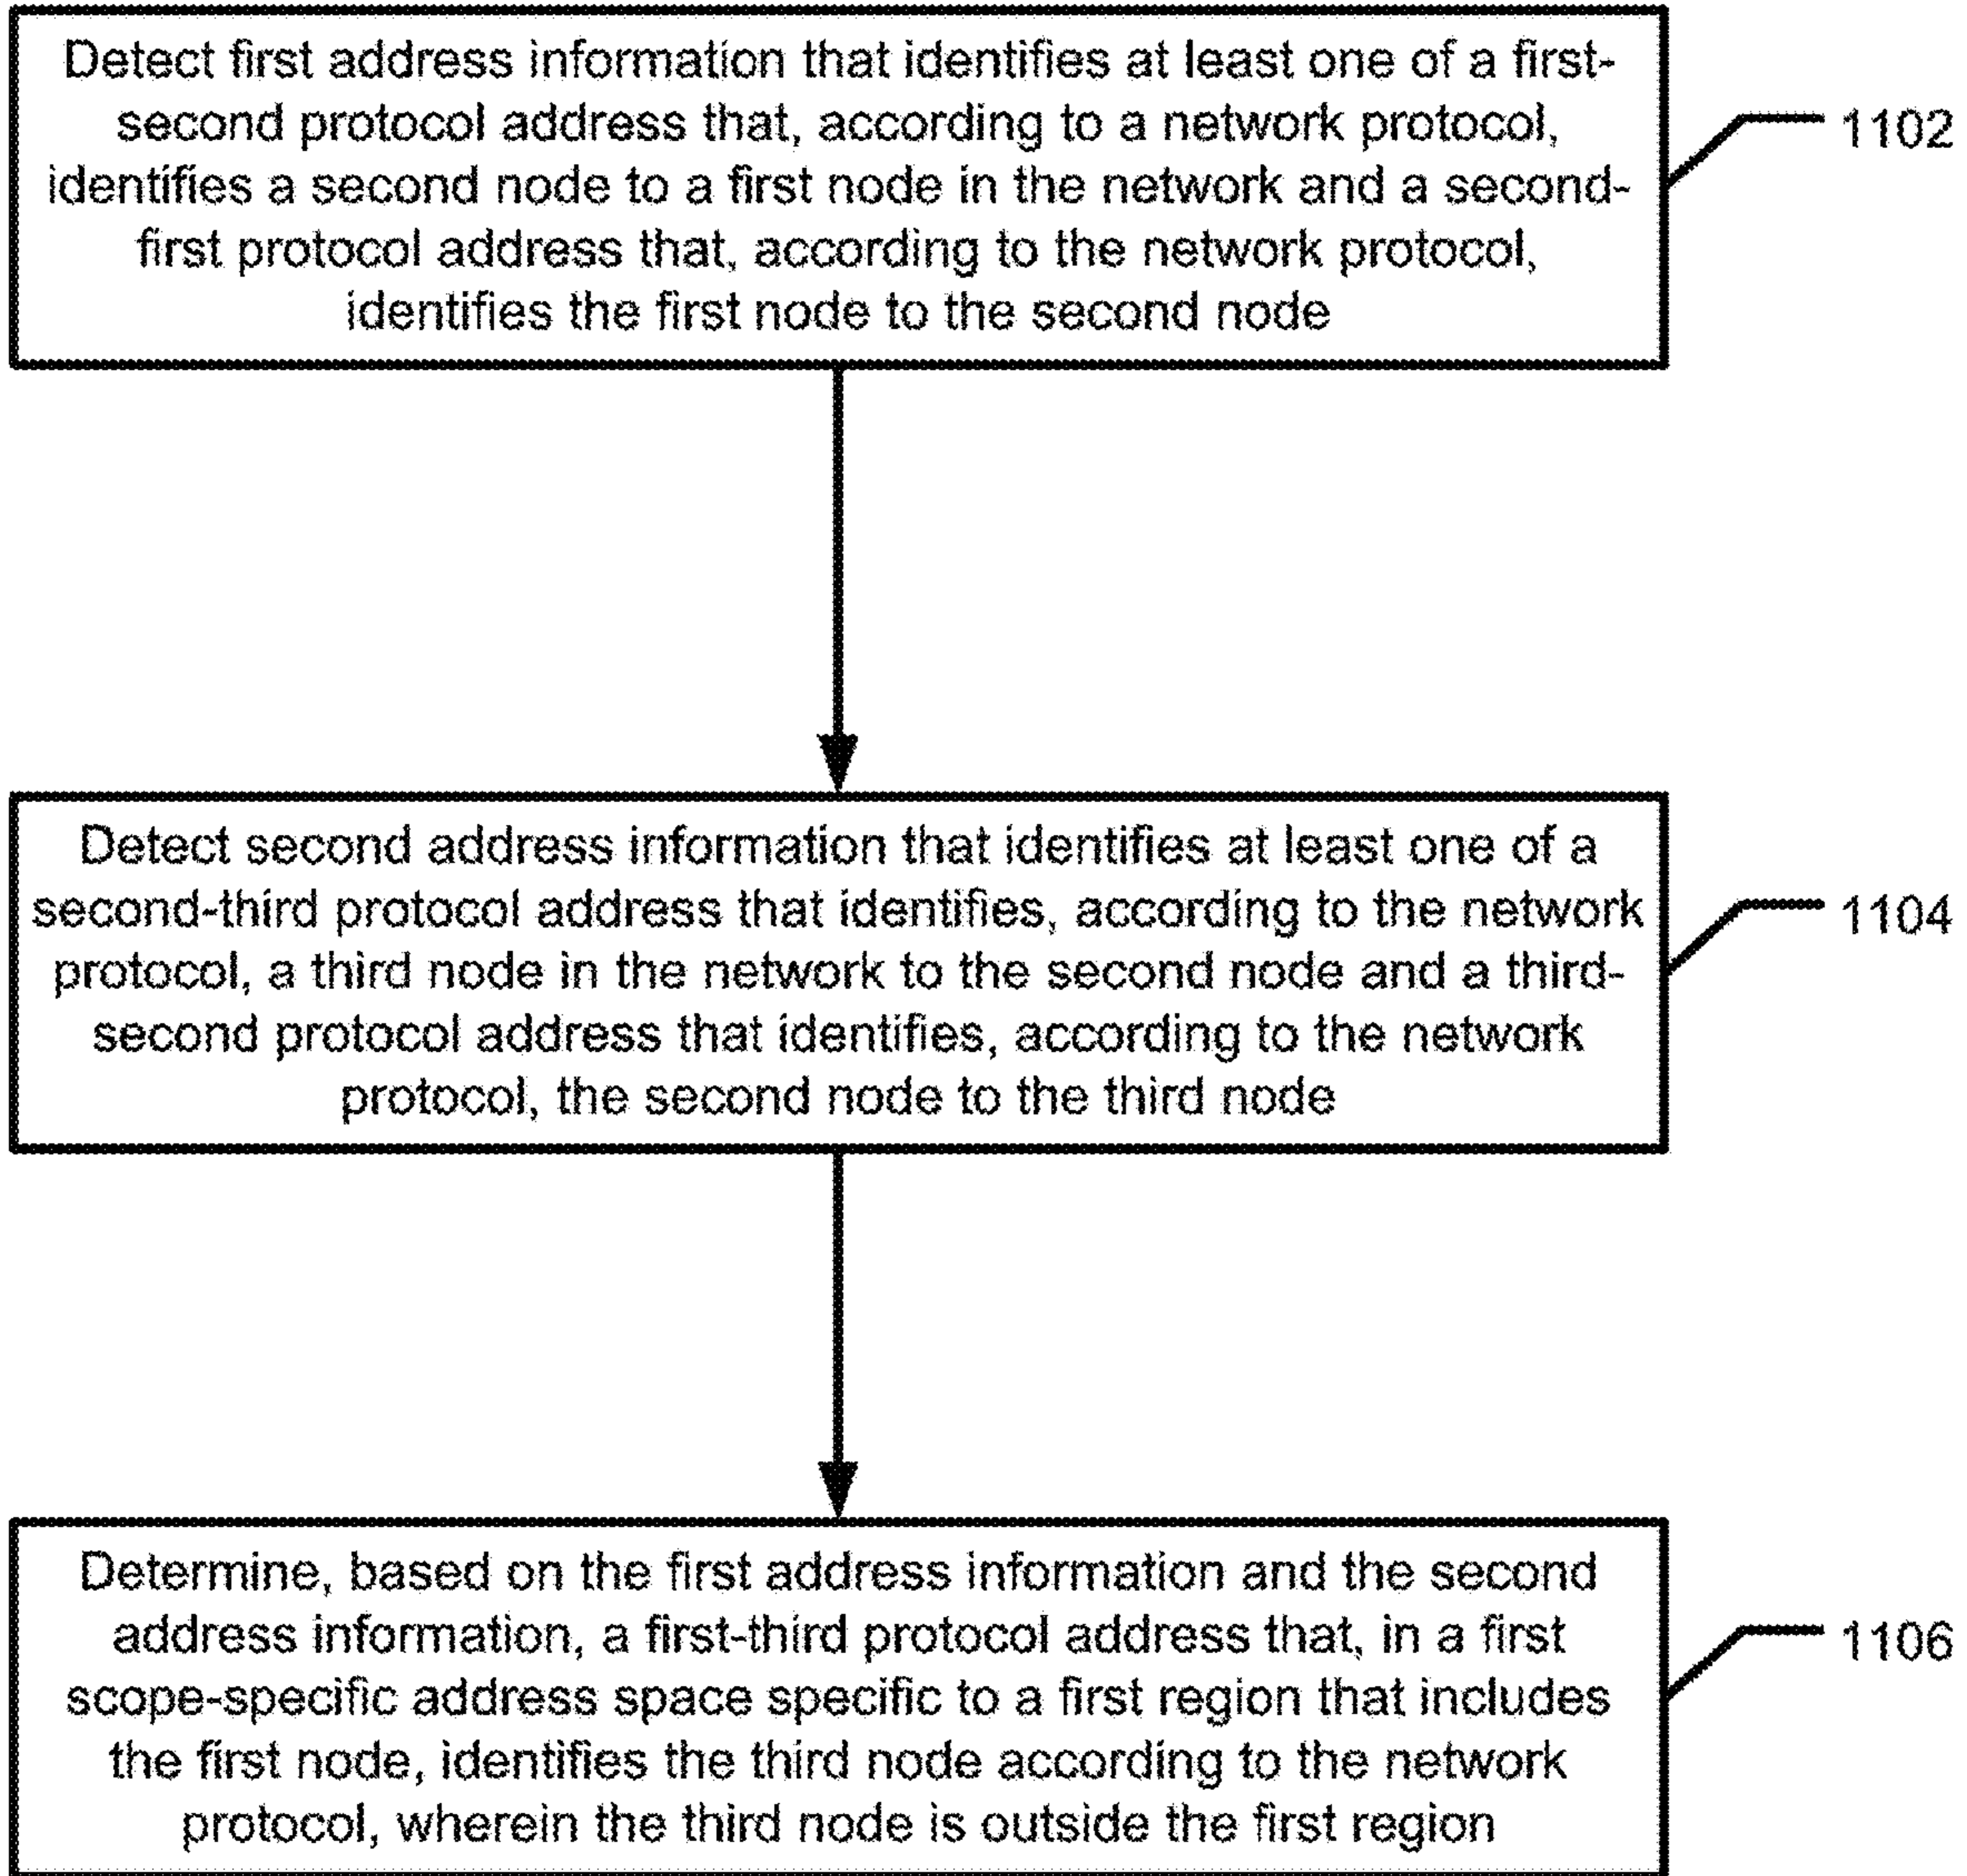 Detect first address information that identifies at least one of a first-
second protocol address that, according to a network protocol,
identifies a second node to a first node in the network and a second-
first protocol address that, according to the network protocol,
identifies the first node to the second node
1102
Detect second address information that identifies at least one of a
second-third protocol address that identifies, according to the network
protocol, a third node in the network to the second node and a third-
second protocol address that identifies, according to the network
protocol, the second node to the third node
1104
Determine, based on the first address information and the second
address information, a first-third protocol address that, in a first
scope-specific address space specific to a first region that includes
the first node, identifies the third node according to the network
protocol, wherein the third node is outside the first region
1106